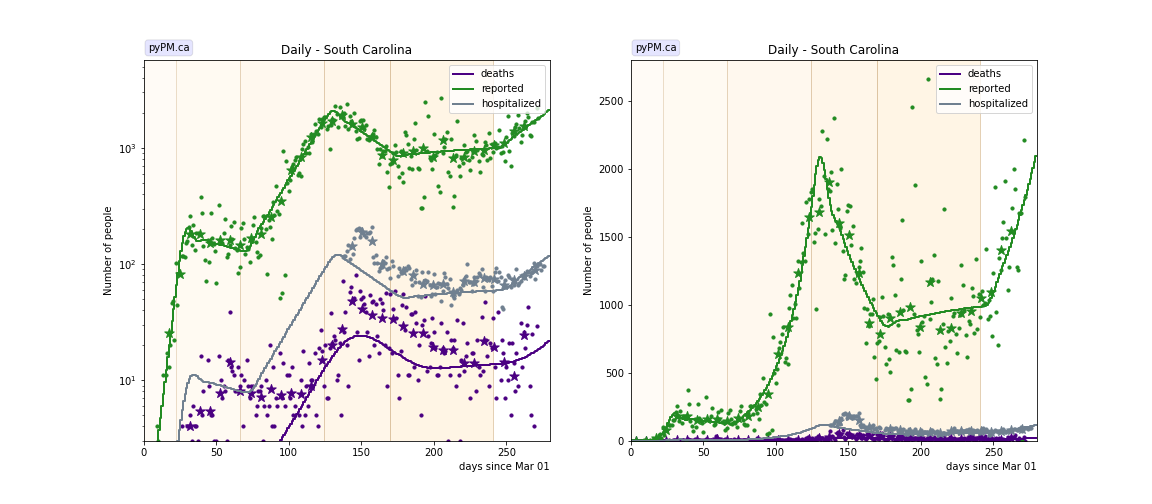 pyPM.ca
Daily - South Carolina
deaths
reported
hospitalized
Number of people
10³
10²
10¹
0
50
100
150
200
250
days since Mar 01
pyPM.ca
Daily - South Carolina
deaths
reported
hospitalized
Number of people
2500
2000
1500
1000
500
0
0
50
100
150
200
250
days since Mar 01